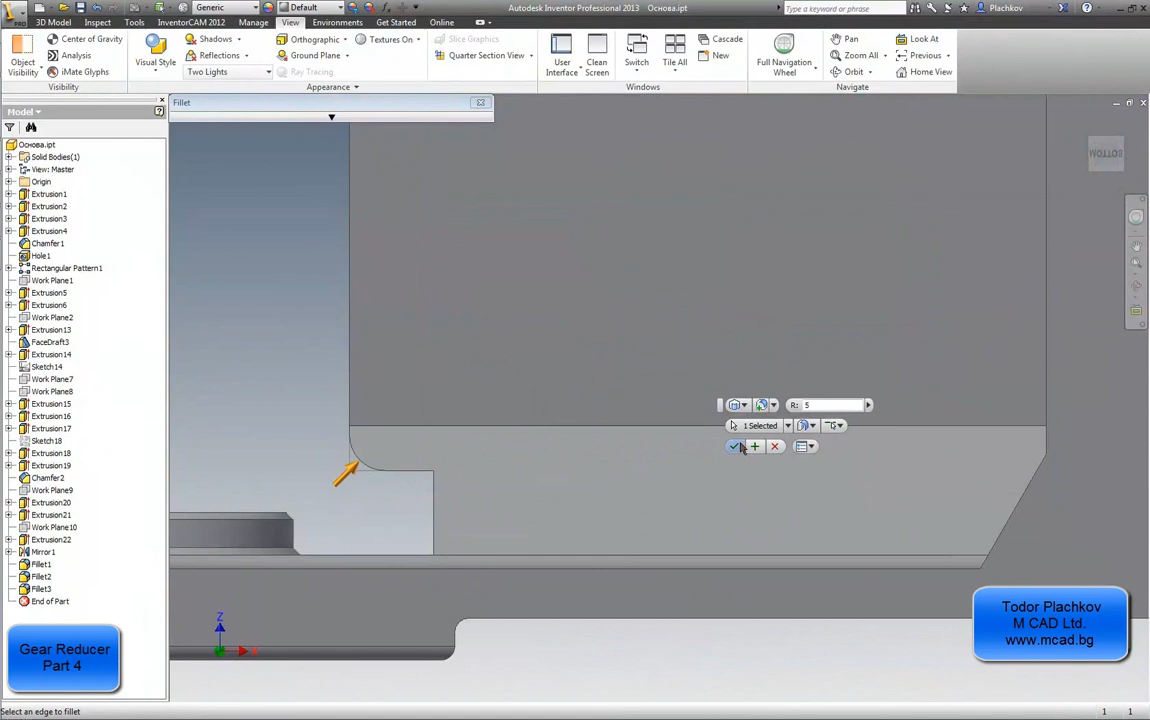 PRO
Generic
Default
Autodesk Inventor Professional 2013   Основа.ipt
Type a keyword or phrase
Plachkov
3D Model
Inspect
Tools
InventorCAM 2012
Manage
View
Environments
Get Started
Online
Object
Visibility
Center of Gravity
Analysis
iMate Glyphs
Visibility
Visual Style
Shadows
Reflections
Two Lights
Orthographic
Ground Plane
Ray Tracing
Textures On
Slice Graphics
Quarter Section View
Appearance
User
Interface
Clean
Screen
Switch
Tile All
Cascade
New
Windows
Full Navigation
Wheel
Pan
Zoom All
Orbit
Look At
Previous
Home View
Navigate
Model
Основа.ipt
Solid Bodies(1)
View: Master
Origin
Extrusion1
Extrusion2
Extrusion3
Extrusion4
Chamfer1
Hole1
Rectangular Pattern1
Work Plane1
Extrusion5
Extrusion6
Work Plane2
Extrusion13
FaceDraft3
Extrusion14
Sketch14
Work Plane7
Work Plane8
Extrusion15
Extrusion16
Extrusion17
Sketch18
Extrusion18
Extrusion19
Chamfer2
Work Plane9
Extrusion20
Extrusion21
Work Plane10
Extrusion22
Mirror1
Fillet1
Fillet2
Fillet3
End of Part
Fillet
BOTTOM
R: 5
1 Selected
Z
X
Gear Reducer
Part 4
Todor Plachkov
M CAD Ltd.
www.mcad.bg
Select an edge to fillet
1
1